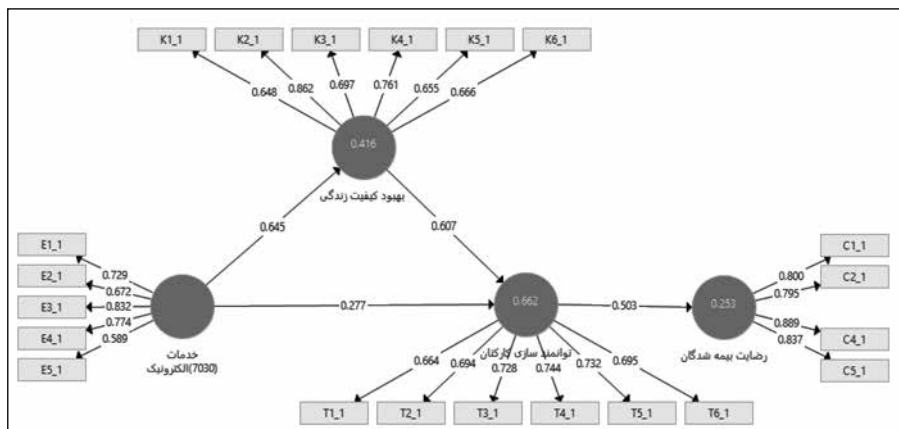 K1_1 K2_1 K3_1 K4_1 K5_1 K6_1
0.648 0.862 0.697 0.761 0.655 0.666
0.416
بهبود کیفیت زندگی
0.645 0.607
E1_1
E2_1
E3_1
E4_1
E5_1
0.729
0.672
0.832
0.774
0.589
خدمات
الکترونیک(7030)
0.277
0.662
توانمند سازی کارکنان
0.503
0.253
رضایت بیمه شدگان
0.800
0.795
0.889
0.837
C1_1
C2_1
C4_1
C5_1
0.664 0.694 0.728 0.744 0.732 0.695
T1_1 T2_1 T3_1 T4_1 T5_1 T6_1